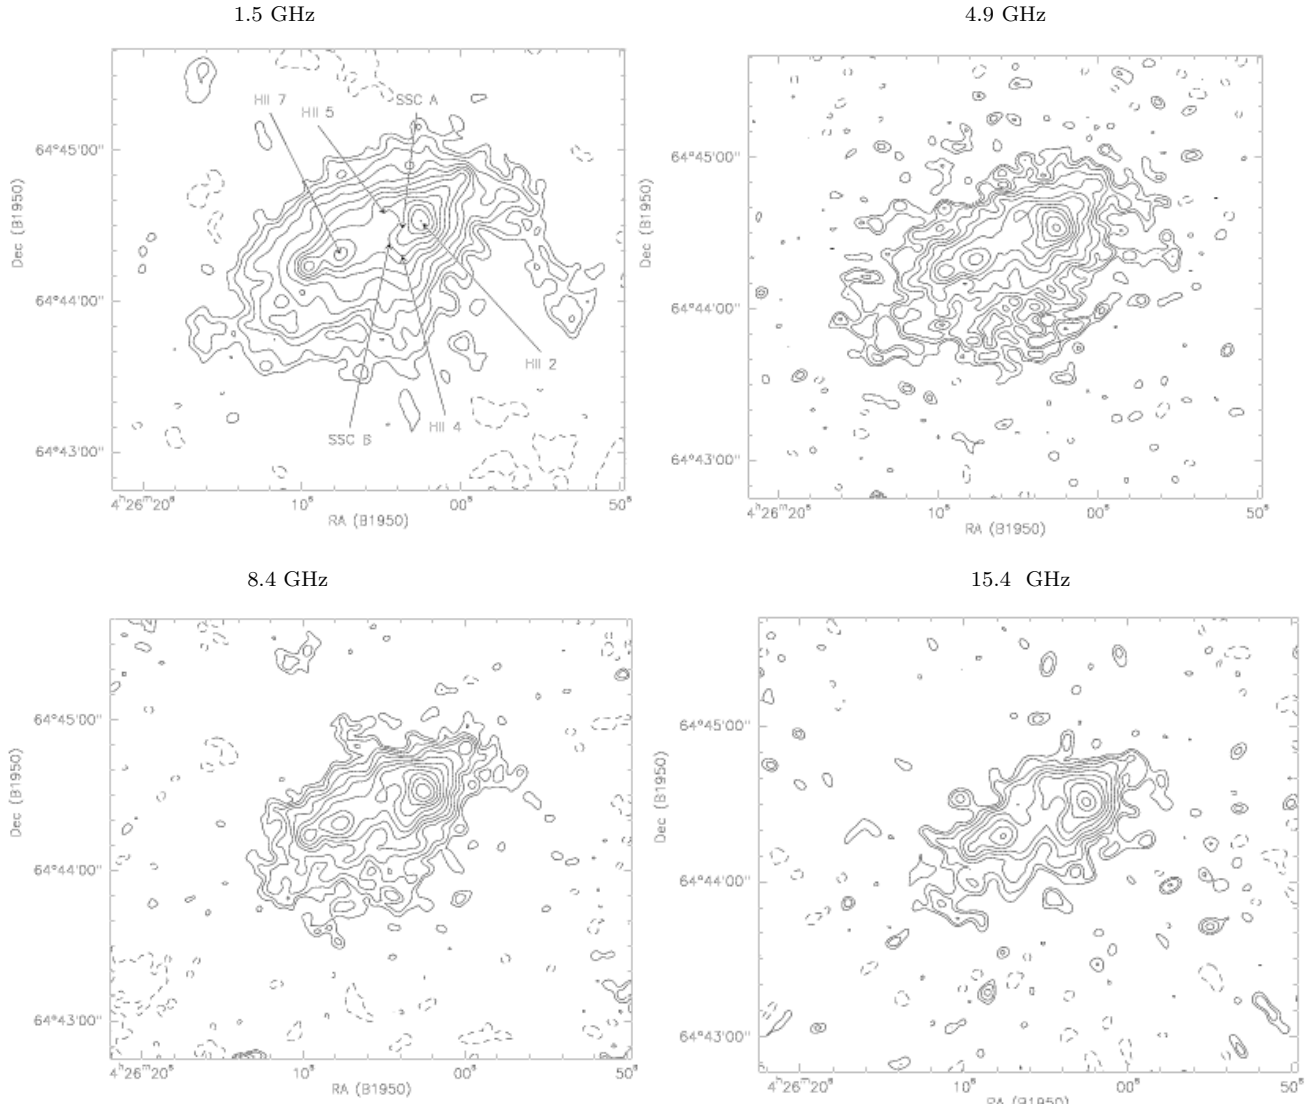 1.5 GHz
4.9 GHz
HII 7
HII 5
SSC A
64°45'00"
64°44'00"
64°43'00"
Dec (B1950)
HII 2
SSC B
HII 4
4ʰ26ᵐ20ˢ
10ˢ
00ˢ
50ˢ
RA (B1950)
64°45'00"
64°44'00"
64°43'00"
Dec (B1950)
4ʰ26ᵐ20ˢ
10ˢ
00ˢ
50ˢ
RA (B1950)
8.4 GHz
15.4 GHz
64°45'00"
64°44'00"
64°43'00"
Dec (B1950)
4ʰ26ᵐ20ˢ
10ˢ
00ˢ
50ˢ
RA (B1950)
64°45'00"
64°44'00"
64°43'00"
Dec (B1950)
4ʰ26ᵐ20ˢ
10ˢ
00ˢ
50ˢ
RA (B1950)